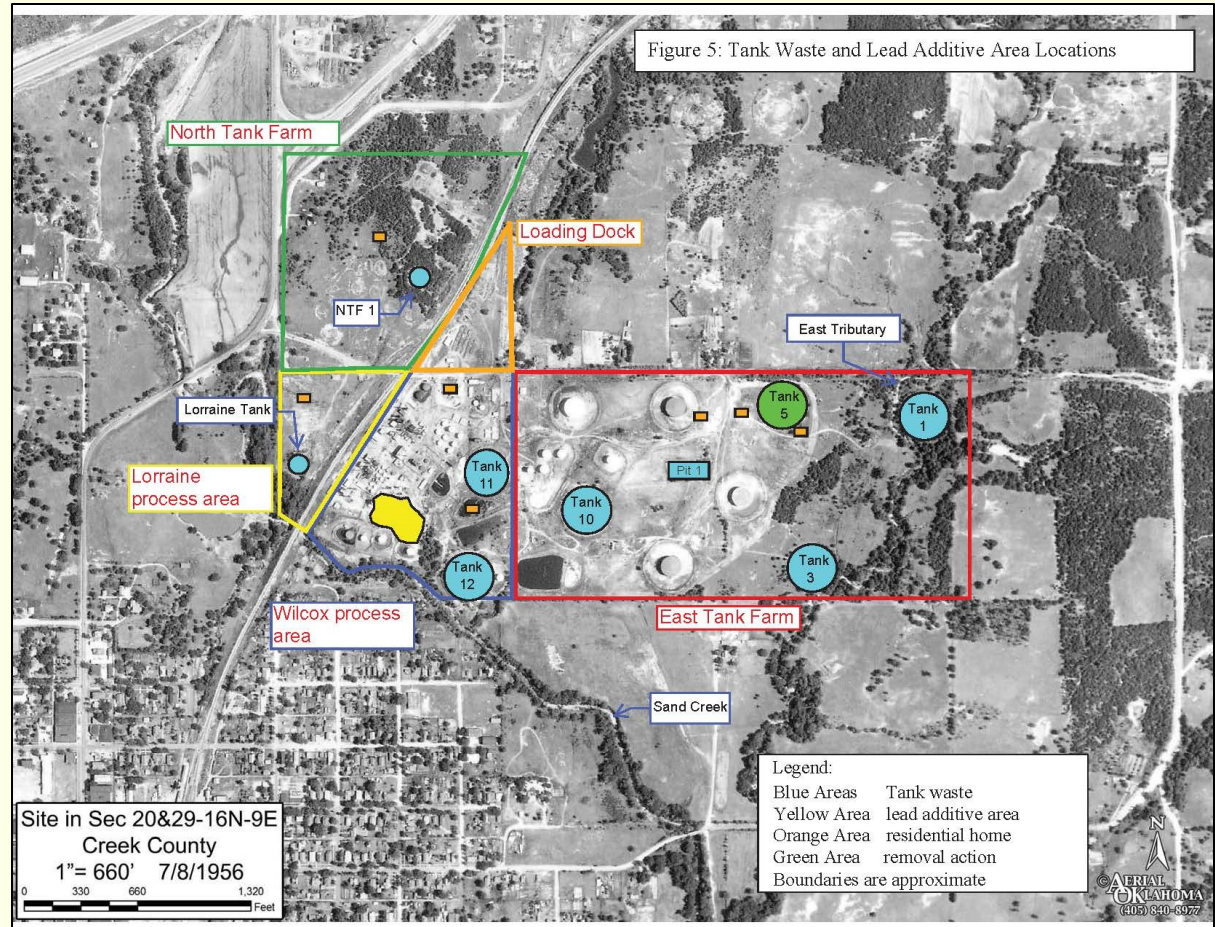 Figure 5: Tank Waste and Lead Additive Area Locations
North Tank Farm
Loading Dock
NTF 1
East Tributary
Lorraine Tank
Tank
5
Tank
1
Lorraine
process area
Tank
11
Pit 1
Tank
10
Tank
12
Tank
3
Wilcox process
area
East Tank Farm
Sand Creek
Legend:
Blue Areas Tank waste
Yellow Area lead additive area
Orange Area residential home
Green Area removal action
Boundaries are approximate
N
©AERIAL
OKLAHOMA
(405) 840-8977
Site in Sec 20&29-16N-9E
Creek County
1"= 660' 7/8/1956
0 330 660 1,320
Feet